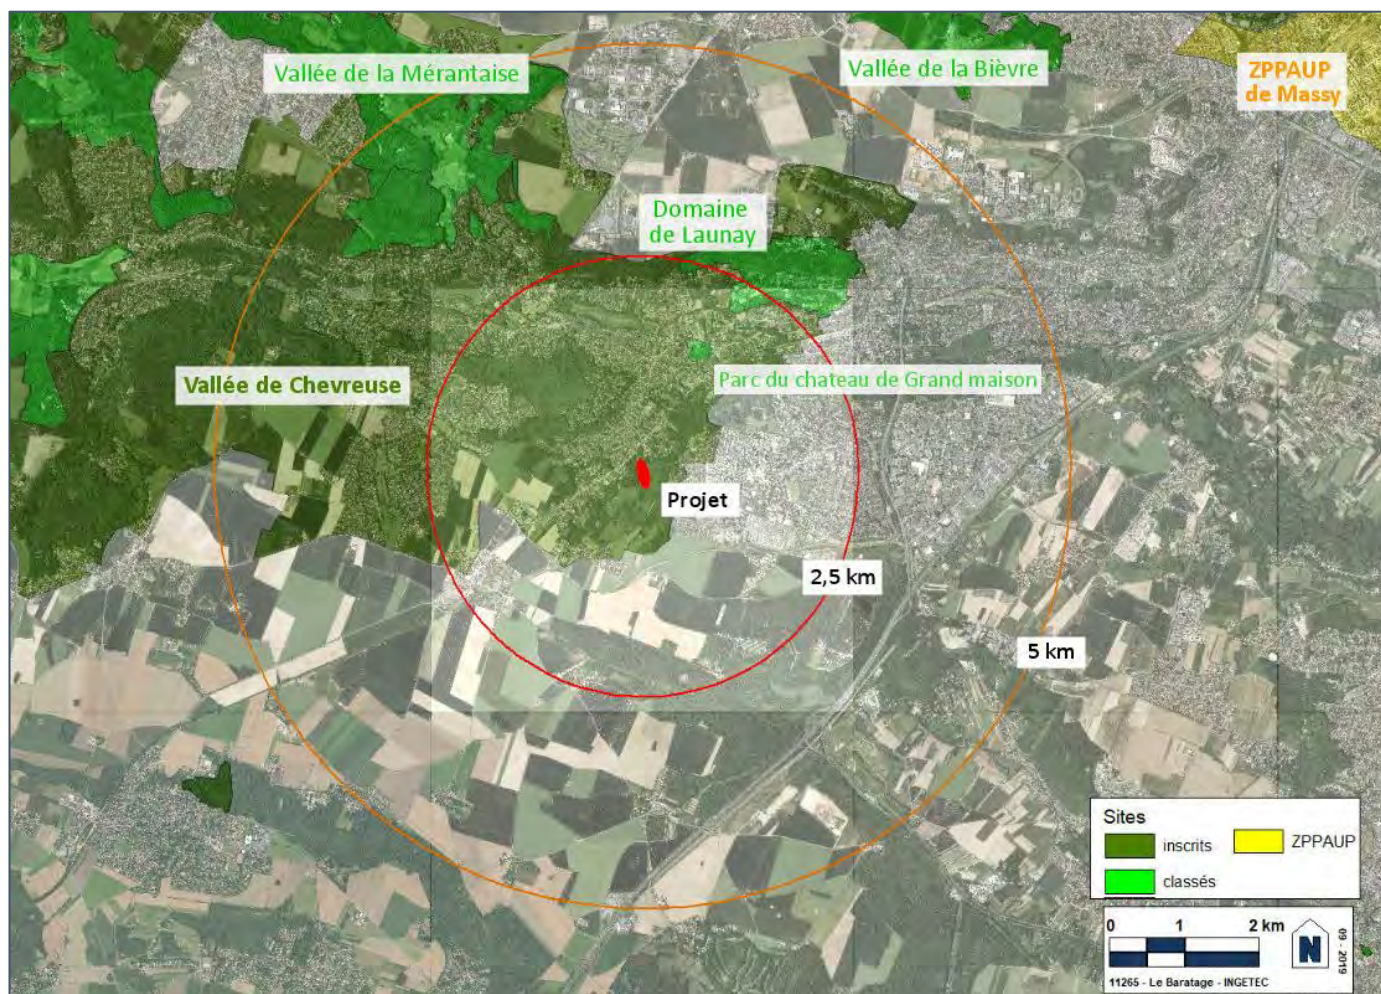 Vallée de la Mérantaise
Vallée de la Bièvre
ZPPAUP
de Massy
Domaine
de Launay
Vallée de Chevreuse
Parc du chateau de Grand maison
Projet
2,5 km
5 km
Sites
inscrits
ZPPAUP
classés
0 1 2 km
N
09 - 2019
11265 - Le Baratage - INGETEC